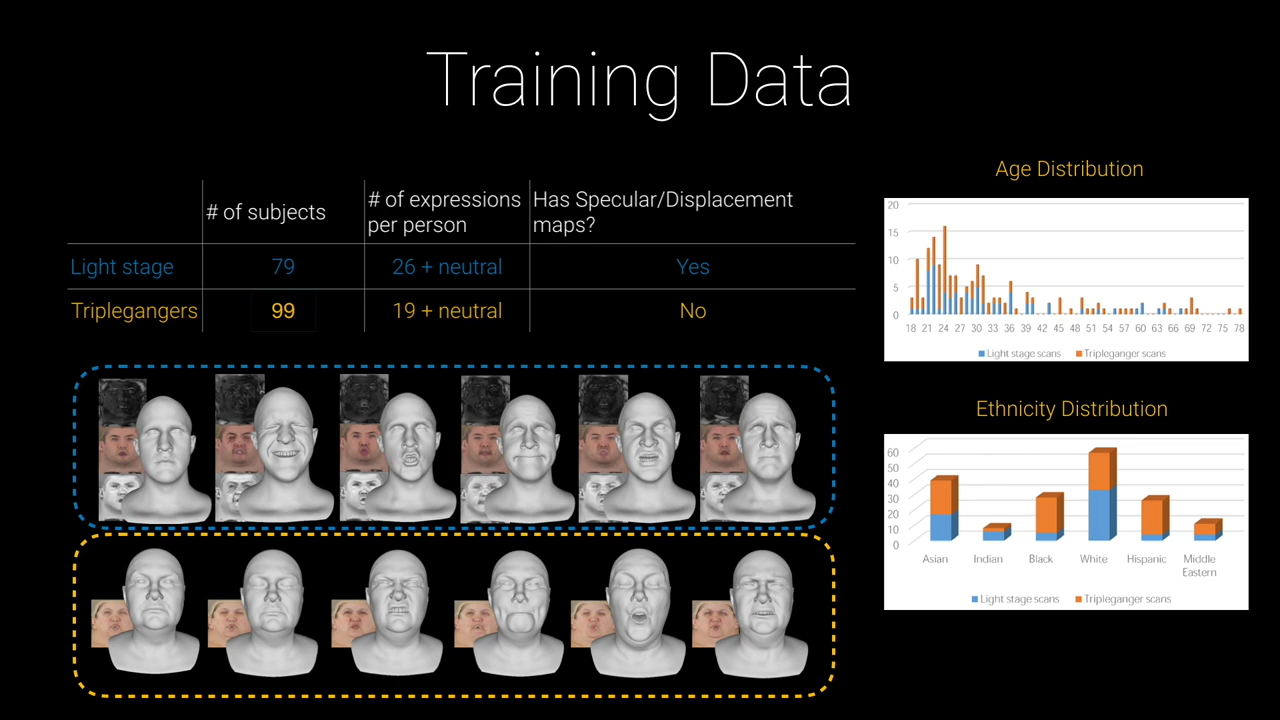 Training Data
# of subjects
# of expressions
per person
Has Specular/Displacement
maps?
Light stage
79
26 + neutral
Yes
Triplegangers
99
19 + neutral
No
Age Distribution
20
15
10
5
0
18 21 24 27 30 33 36 39 42 45 48 51 54 57 60 63 66 69 72 75 78
Light stage scans
Tripleganger scans
Ethnicity Distribution
60
50
40
30
20
10
0
Asian
Indian
Black
White
Hispanic
Middle
Eastern
Light stage scans
Tripleganger scans